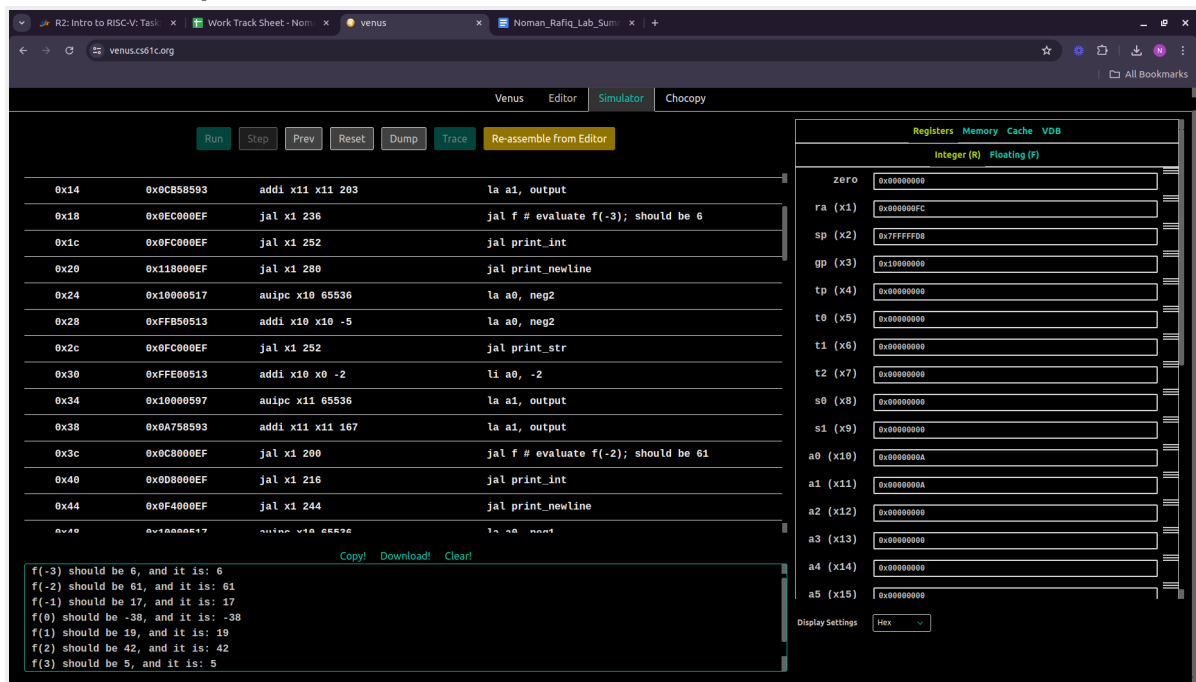 R2: Intro to RISC-V: Task
Work Track Sheet - Nom
venus
Noman_Rafiq_Lab_Sum
venus.cs61c.org
N
All Bookmarks
Venus Editor Simulator Chocopy
Run Step Prev Reset Dump Trace Re-assemble from Editor
0x14 0x0CB58593 addi x11 x11 203 la a1, output
0x18 0x0EC000EF jal x1 236 jal f # evaluate f(-3); should be 6
0x1c 0x0FC000EF jal x1 252 jal print_int
0x20 0x118000EF jal x1 280 jal print_newline
0x24 0x10000517 auipc x10 65536 la a0, neg2
0x28 0xFFB50513 addi x10 x10 -5 la a0, neg2
0x2c 0x0FC000EF jal x1 252 jal print_str
0x30 0xFFE00513 addi x10 x0 -2 li a0, -2
0x34 0x10000597 auipc x11 65536 la a1, output
0x38 0x0A758593 addi x11 x11 167 la a1, output
0x3c 0x0C8000EF jal x1 200 jal f # evaluate f(-2); should be 61
0x40 0x0D8000EF jal x1 216 jal print_int
0x44 0x0F4000EF jal x1 244 jal print_newline
0x48 0x10000517 auipc x10 65536 la a0, neg1
Copy! Download! Clear!
f(-3) should be 6, and it is: 6
f(-2) should be 61, and it is: 61
f(-1) should be 17, and it is: 17
f(0) should be -38, and it is: -38
f(1) should be 19, and it is: 19
f(2) should be 42, and it is: 42
f(3) should be 5, and it is: 5
Registers Memory Cache VDB
Integer (R) Floating (F)
zero 0x00000000
ra (x1) 0x000000FC
sp (x2) 0x7FFFFFD8
gp (x3) 0x10000000
tp (x4) 0x00000000
t0 (x5) 0x00000000
t1 (x6) 0x00000000
t2 (x7) 0x00000000
s0 (x8) 0x00000000
s1 (x9) 0x00000000
a0 (x10) 0x0000000A
a1 (x11) 0x0000000A
a2 (x12) 0x00000000
a3 (x13) 0x00000000
a4 (x14) 0x00000000
a5 (x15) 0x00000000
Display Settings Hex